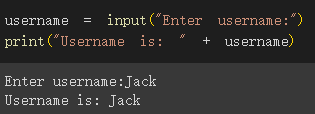 username = input("Enter username:")
print("Username is: " + username)
Enter username:Jack
Username is: Jack